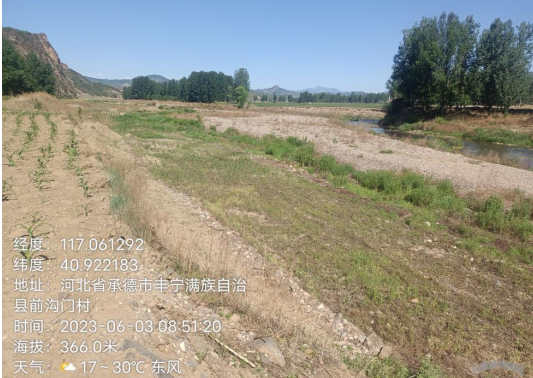 经度：117.061292
纬度：40.922183
地址：河北省承德市丰宁满族自治
县前沟门村
时间：2023-06-03 08:51:20
海拔：366.0米
天气：17～30℃ 东风